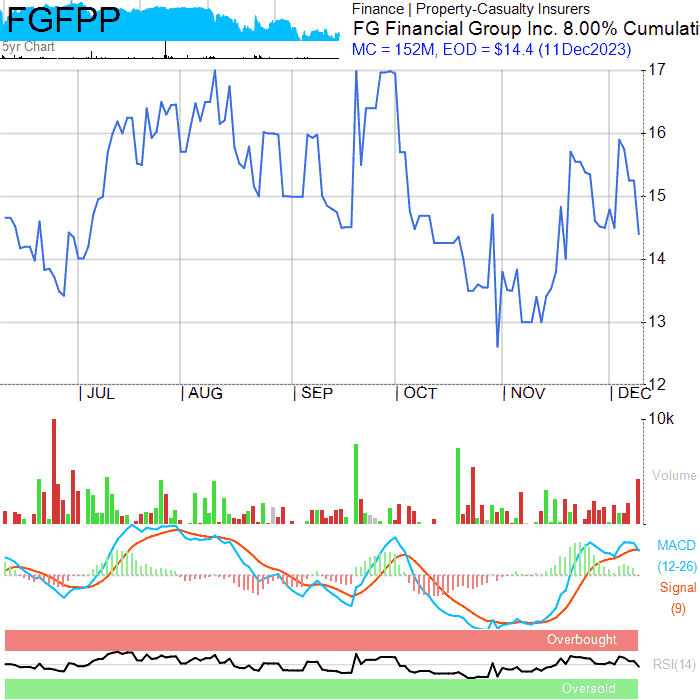 FGFPP
5yr Chart
Finance | Property-Casualty Insurers
FG Financial Group Inc. 8.00% Cumulati
MC = 152M, EOD = $14.4 (11Dec2023)
17
16
15
14
13
12
| JUL
| AUG
| SEP
| OCT
| NOV
| DEC
10k
Volume
MACD
(12-26)
Signal
(9)
Overbought
RSI(14)
Oversold